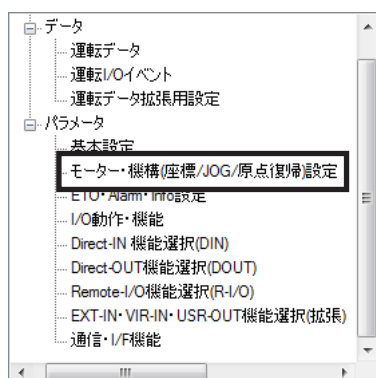 データ
運転データ
運転I/Oイベント
運転データ拡張用設定
パラメータ
基本設定
モーター・機構(座標/JOG/原点復帰)設定
ETO・Alarm・Info設定
I/O動作・機能
Direct-IN 機能選択(DIN)
Direct-OUT機能選択(DOUT)
Remote-I/O機能選択(R-I/O)
EXT-IN・VIR-IN・USR-OUT機能選択(拡張)
通信・I/F機能